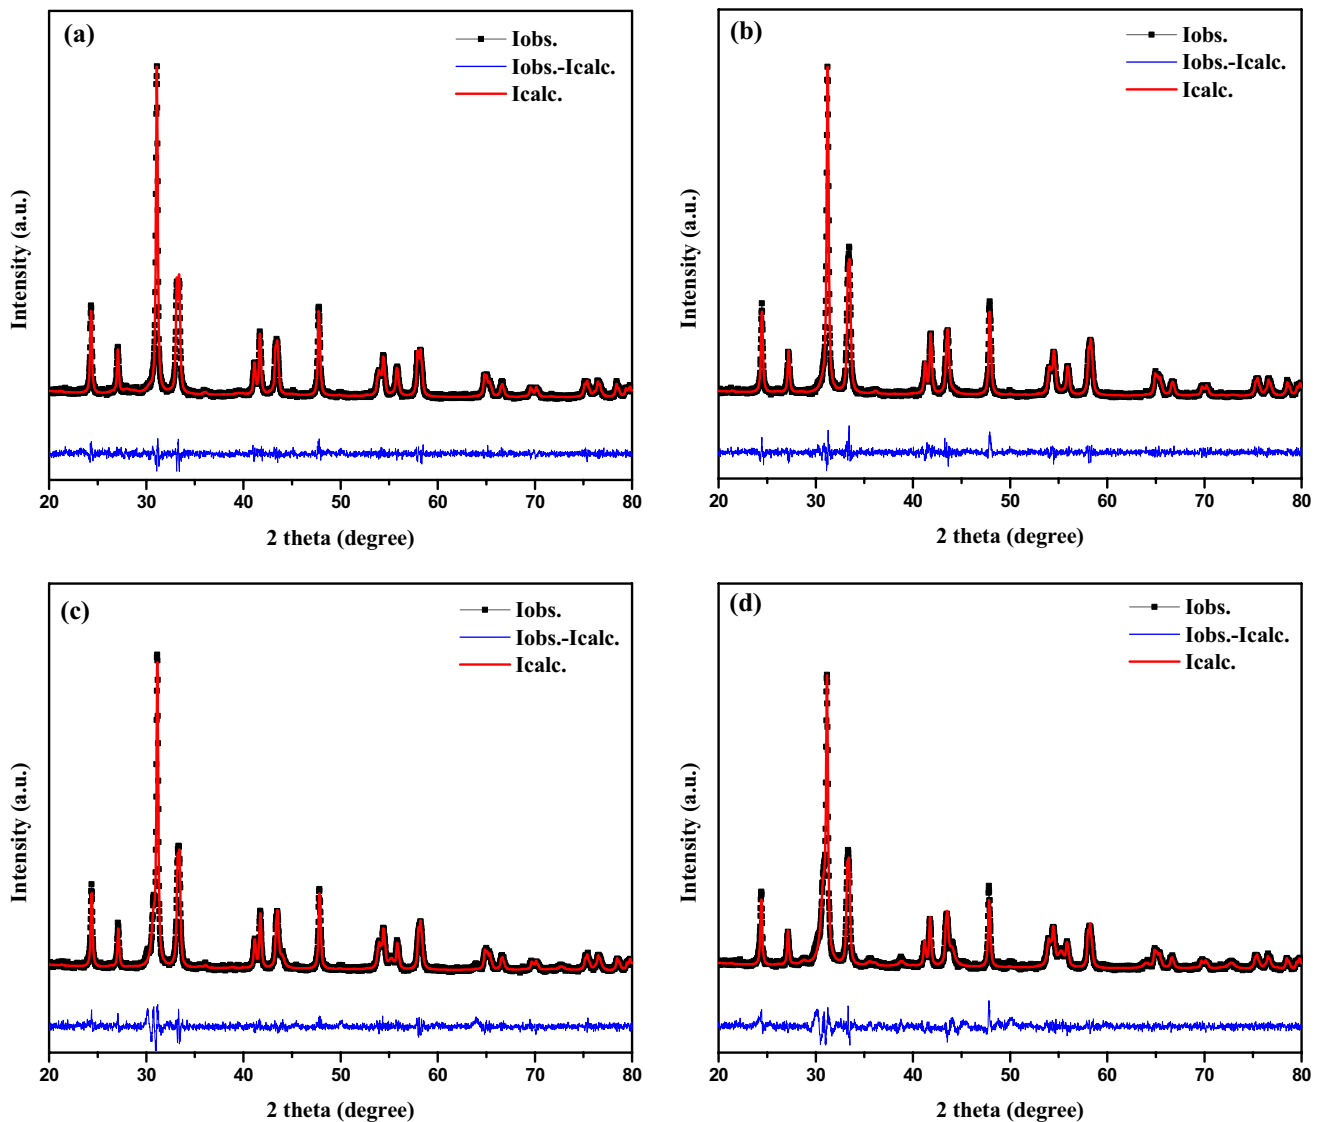 (a)
Iobs.
Iobs.-Icalc.
Icalc.
Intensity (a.u.)
20 30 40 50 60 70 80
2 theta (degree)
(b)
Iobs.
Iobs.-Icalc.
Icalc.
Intensity (a.u.)
20 30 40 50 60 70 80
2 theta (degree)
(c)
Iobs.
Iobs.-Icalc.
Icalc.
Intensity (a.u.)
20 30 40 50 60 70 80
2 theta (degree)
(d)
Iobs.
Iobs.-Icalc.
Icalc.
Intensity (a.u.)
20 30 40 50 60 70 80
2 theta (degree)